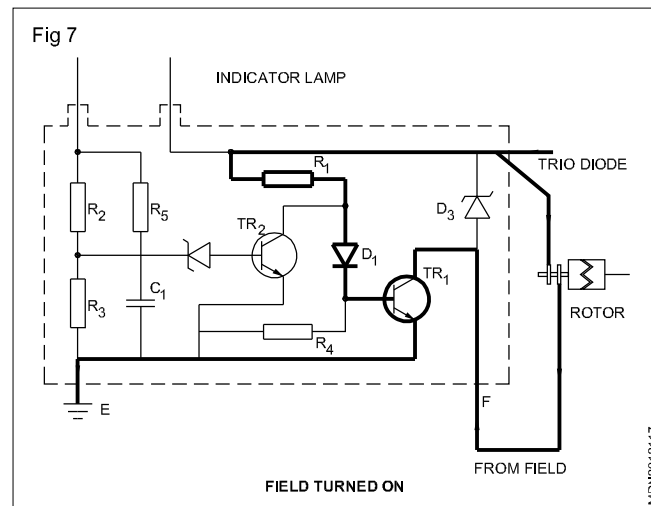 Fig 7
INDICATOR LAMP
R1
TRIO DIODE
D3
R2
R5
TR2
D1
TR1
R3
C1
R4
ROTOR
E
F
FROM FIELD
FIELD TURNED ON